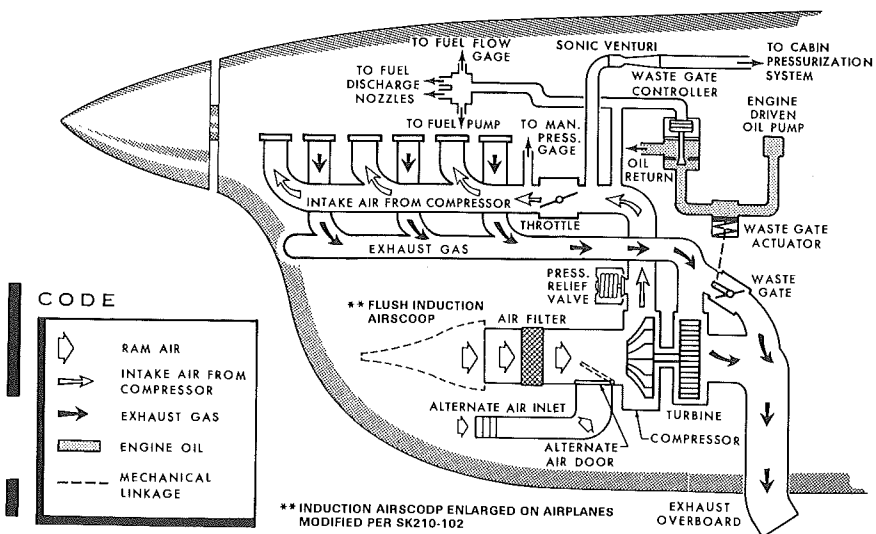 TO FUEL FLOW
GAGE
SONIC VENTURI
TO CABIN
PRESSURIZATION
SYSTEM
TO FUEL
DISCHARGE
NOZZLES
WASTE GATE
CONTROLLER
ENGINE
DRIVEN
OIL PUMP
TO FUEL PUMP
TO MAN.
PRESS.
GAGE
OIL
RETURN
INTAKE AIR FROM COMPRESSOR
THROTTLE
WASTE GATE
ACTUATOR
EXHAUST GAS
PRESS.
RELIEF
VALVE
WASTE
GATE
CODE
RAM AIR
INTAKE AIR FROM
COMPRESSOR
EXHAUST GAS
ENGINE OIL
MECHANICAL
LINKAGE
** FLUSH INDUCTION
AIRSCOOP
AIR FILTER
ALTERNATE AIR INLET
TURBINE
COMPRESSOR
ALTERNATE
AIR DOOR
** INDUCTION AIRSCODP ENLARGED ON AIRPLANES
MODIFIED PER SK210-102
EXHAUST
OVERBOARD